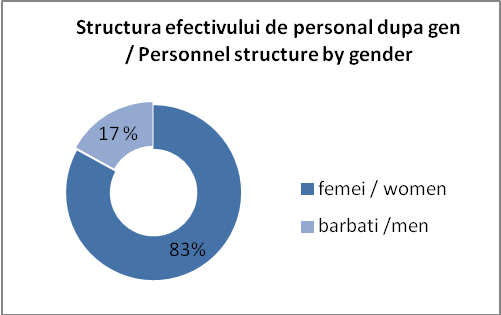 Structura efectivului de personal dupa gen
/ Personnel structure by gender
17 %
83%
femei / women
barbati /men